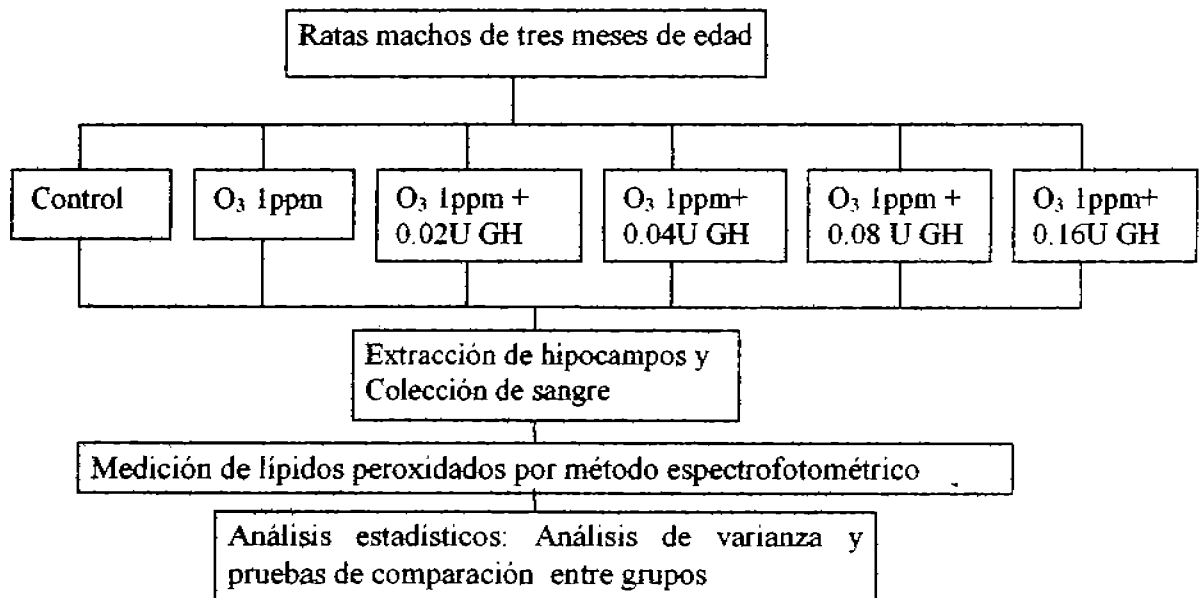 Ratas machos de tres meses de edad
Control
O₃ 1ppm
O₃ 1ppm +
0.02U GH
O₃ 1ppm+
0.04U GH
O₃ 1ppm +
0.08 U GH
O₃ 1ppm+
0.16U GH
Extracción de hipocampos y
Colección de sangre
Medición de lípidos peroxidados por método espectrofotométrico
Análisis estadísticos: Análisis de varianza y
pruebas de comparación entre grupos